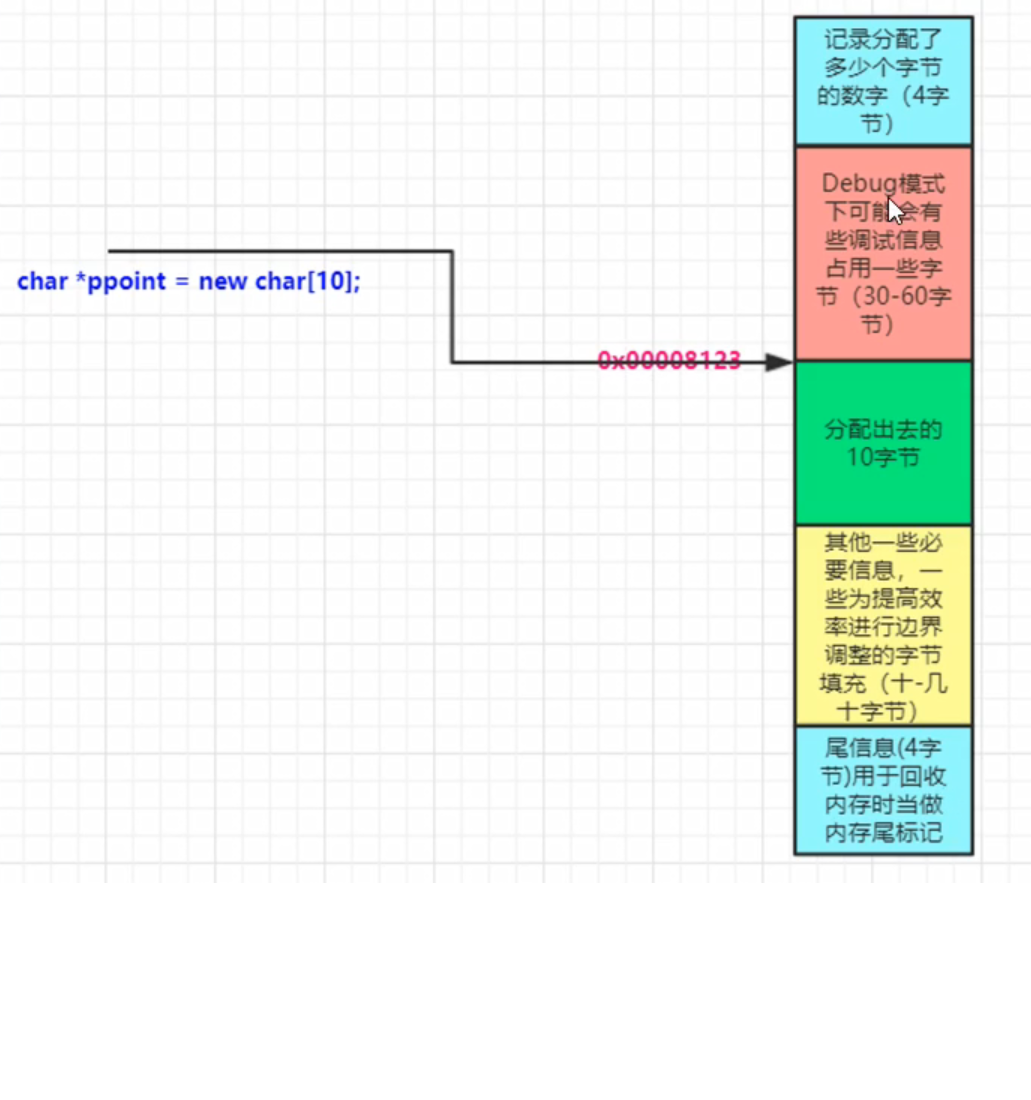 记录分配了
多少个字节
的数字（4字
节）
Debug模式
下可能会有
些调试信息
占用一些字
节（30-60字
节）
char *ppoint = new char[10];
0x00008123
分配出去的
10字节
其他一些必
要信息，一
些为提高效
率进行边界
调整的字节
填充（十-几
十字节）
尾信息(4字
节)用于回收
内存时当做
内存尾标记